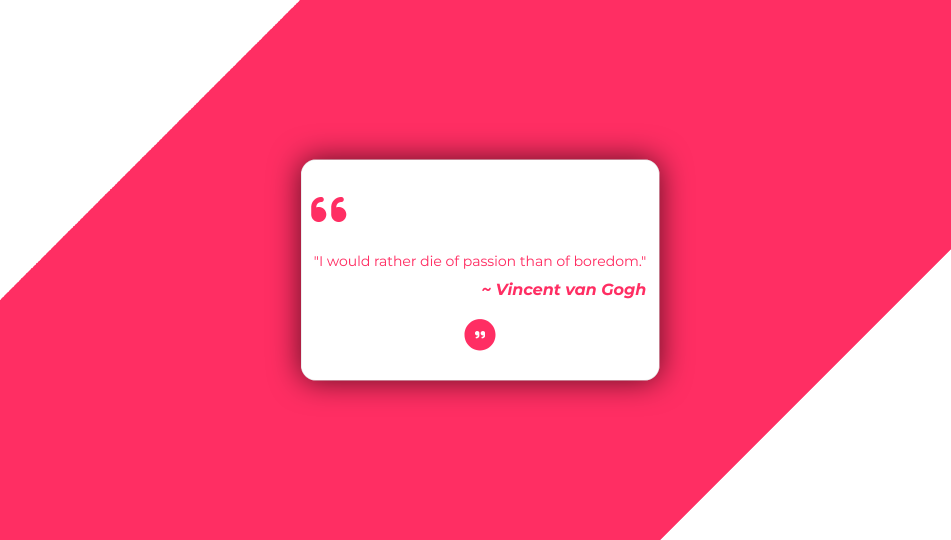 "I would rather die of passion than of boredom."
~ Vincent van Gogh